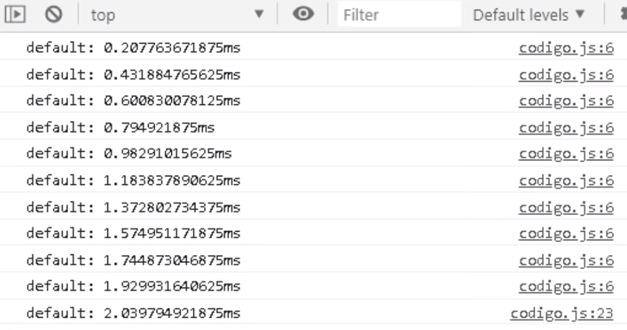 top Filter Default levels
default: 0.207763671875ms codigo.js:6
default: 0.431884765625ms codigo.js:6
default: 0.600830078125ms codigo.js:6
default: 0.794921875ms codigo.js:6
default: 0.98291015625ms codigo.js:6
default: 1.183837890625ms codigo.js:6
default: 1.372802734375ms codigo.js:6
default: 1.574951171875ms codigo.js:6
default: 1.744873046875ms codigo.js:6
default: 1.929931640625ms codigo.js:6
default: 2.039794921875ms codigo.js:23